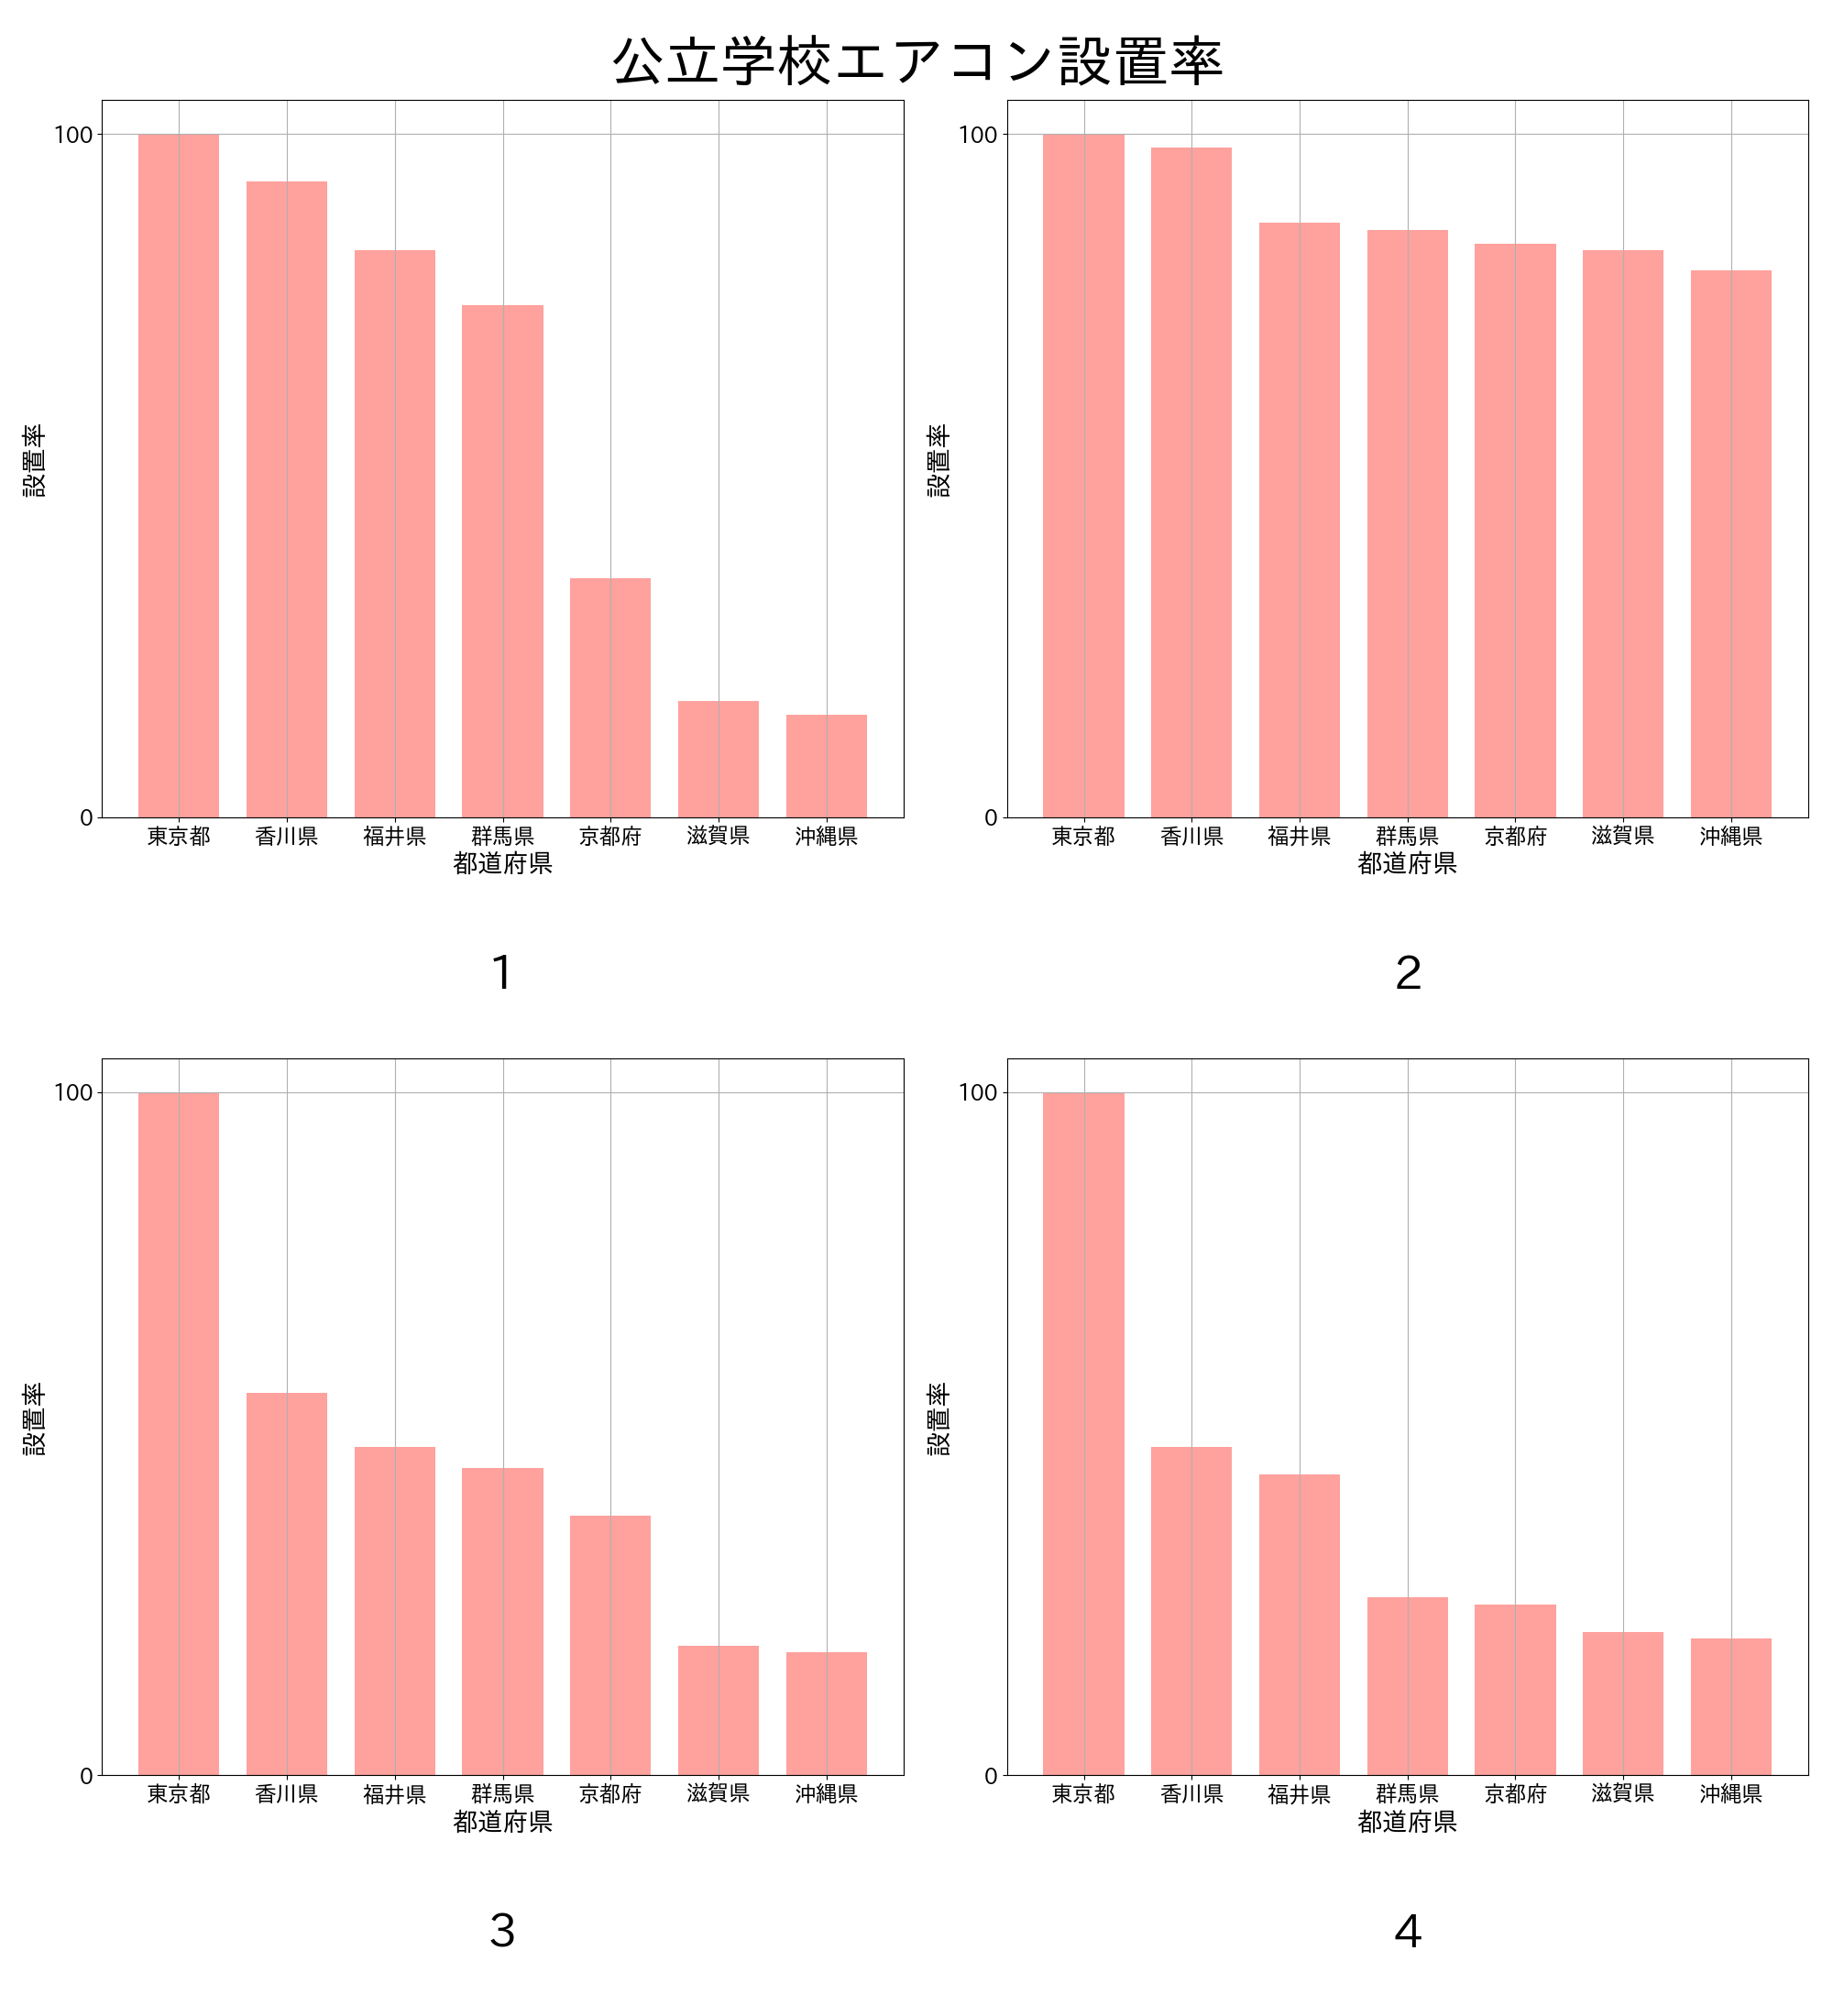 公立学校エアコン設置率
100
0
設置率
東京都 香川県 福井県 群馬県 京都府 滋賀県 沖縄県
都道府県
1
100
0
設置率
東京都 香川県 福井県 群馬県 京都府 滋賀県 沖縄県
都道府県
2
100
0
設置率
東京都 香川県 福井県 群馬県 京都府 滋賀県 沖縄県
都道府県
3
100
0
設置率
東京都 香川県 福井県 群馬県 京都府 滋賀県 沖縄県
都道府県
4